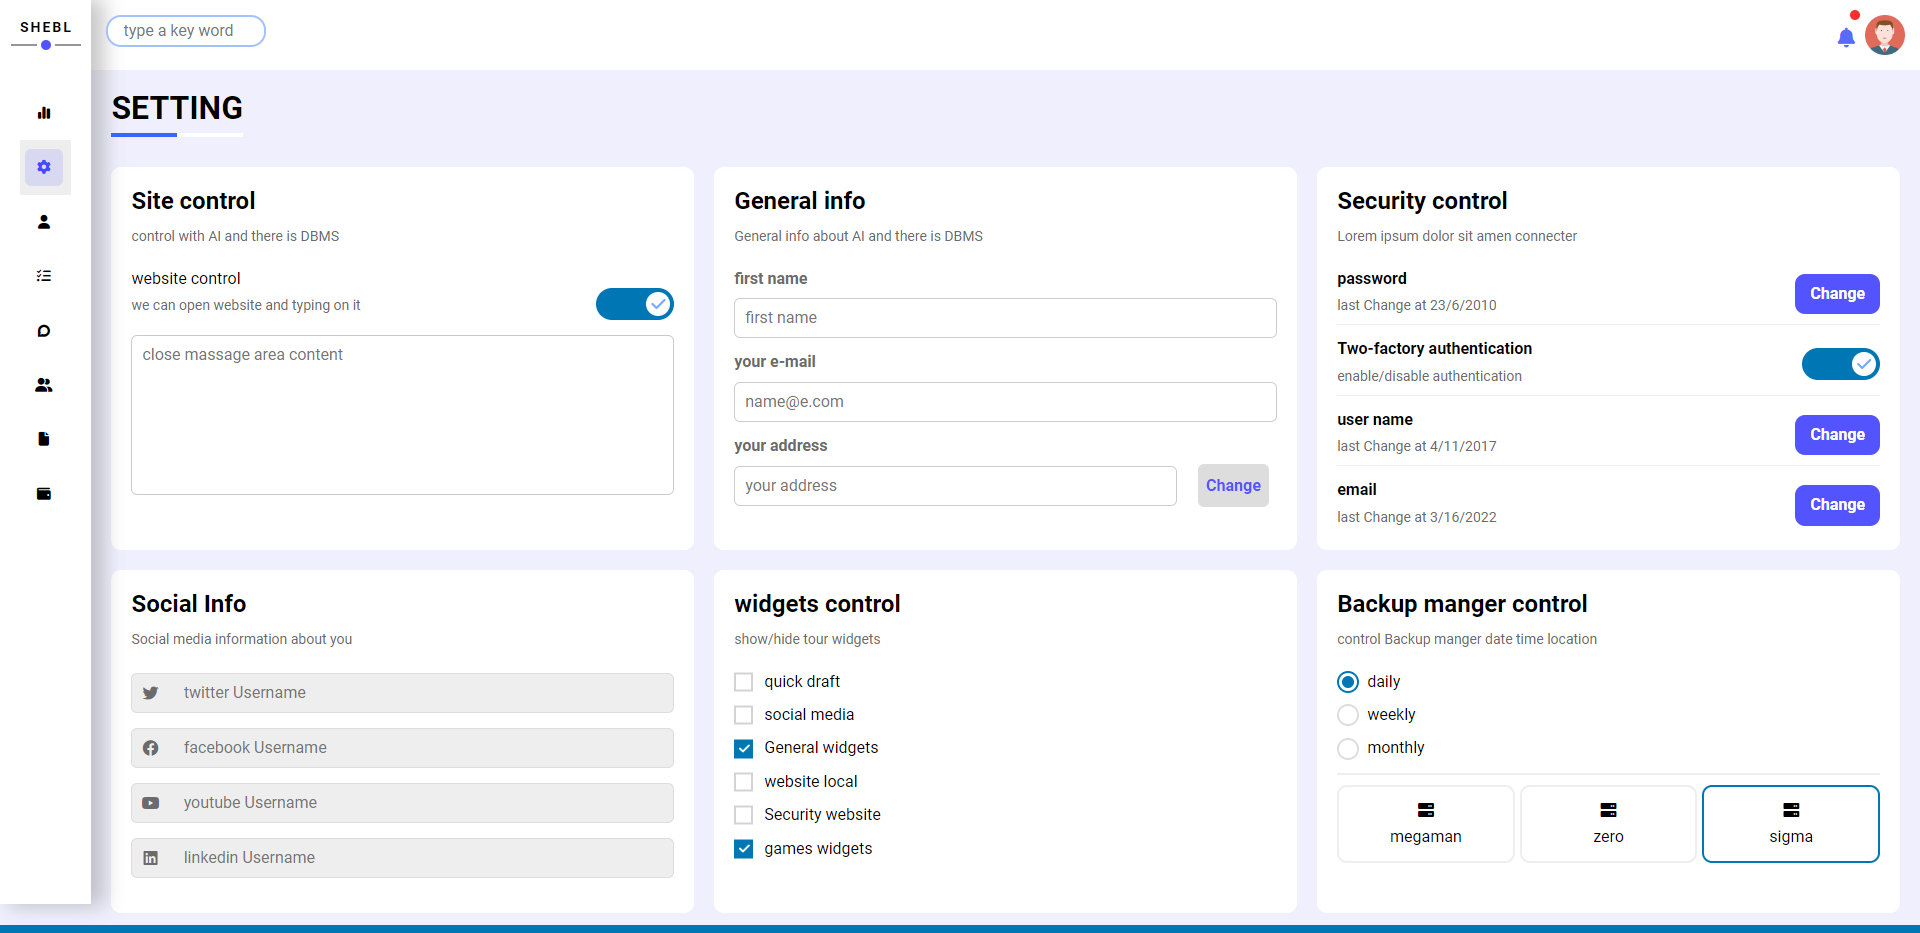 SHEBL
type a key word
SETTING
Site control
control with AI and there is DBMS
website control
we can open website and typing on it
close massage area content
General info
General info about AI and there is DBMS
first name
first name
your e-mail
name@e.com
your address
your address
Change
Security control
Lorem ipsum dolor sit amen connecter
password
last Change at 23/6/2010
Change
Two-factory authentication
enable/disable authentication
user name
last Change at 4/11/2017
Change
email
last Change at 3/16/2022
Change
Social Info
Social media information about you
twitter Username
facebook Username
youtube Username
linkedin Username
widgets control
show/hide tour widgets
quick draft
social media
General widgets
website local
Security website
games widgets
Backup manger control
control Backup manger date time location
daily
weekly
monthly
megaman
zero
sigma